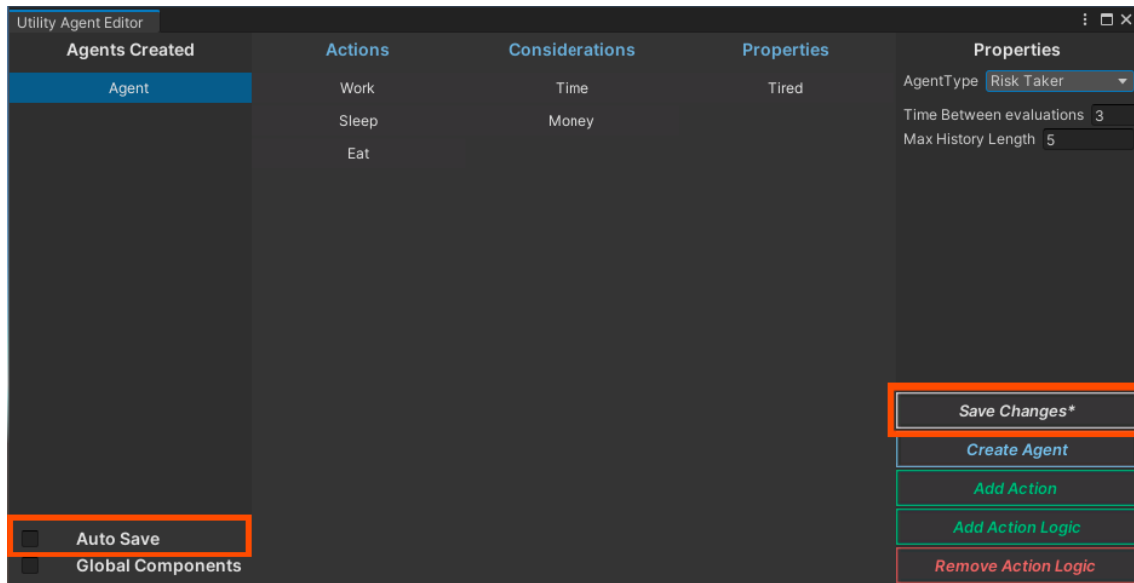 Utility Agent Editor
Agents Created Actions Considerations Properties Properties
Agent Work Time Tired AgentType Risk Taker
Sleep Money Time Between evaluations 3
Eat Max History Length 5
Save Changes*
Create Agent
Add Action
Add Action Logic
Remove Action Logic
Auto Save
Global Components